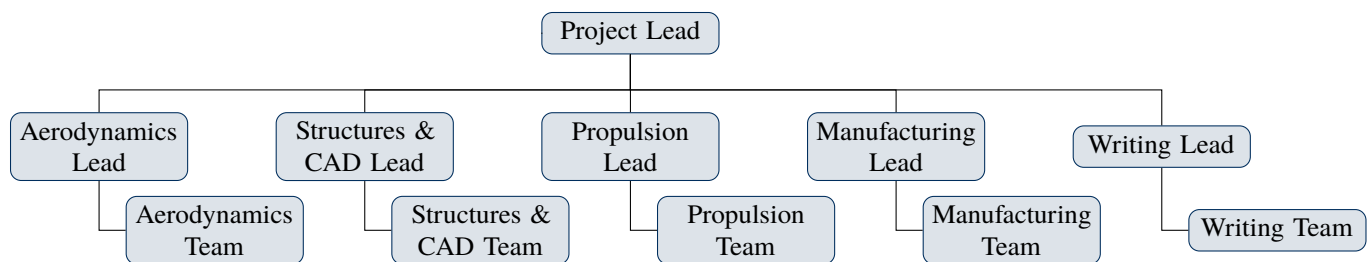 Project Lead
Aerodynamics
Lead
Structures &
CAD Lead
Propulsion
Lead
Manufacturing
Lead
Writing Lead
Aerodynamics
Team
Structures &
CAD Team
Propulsion
Team
Manufacturing
Team
Writing Team